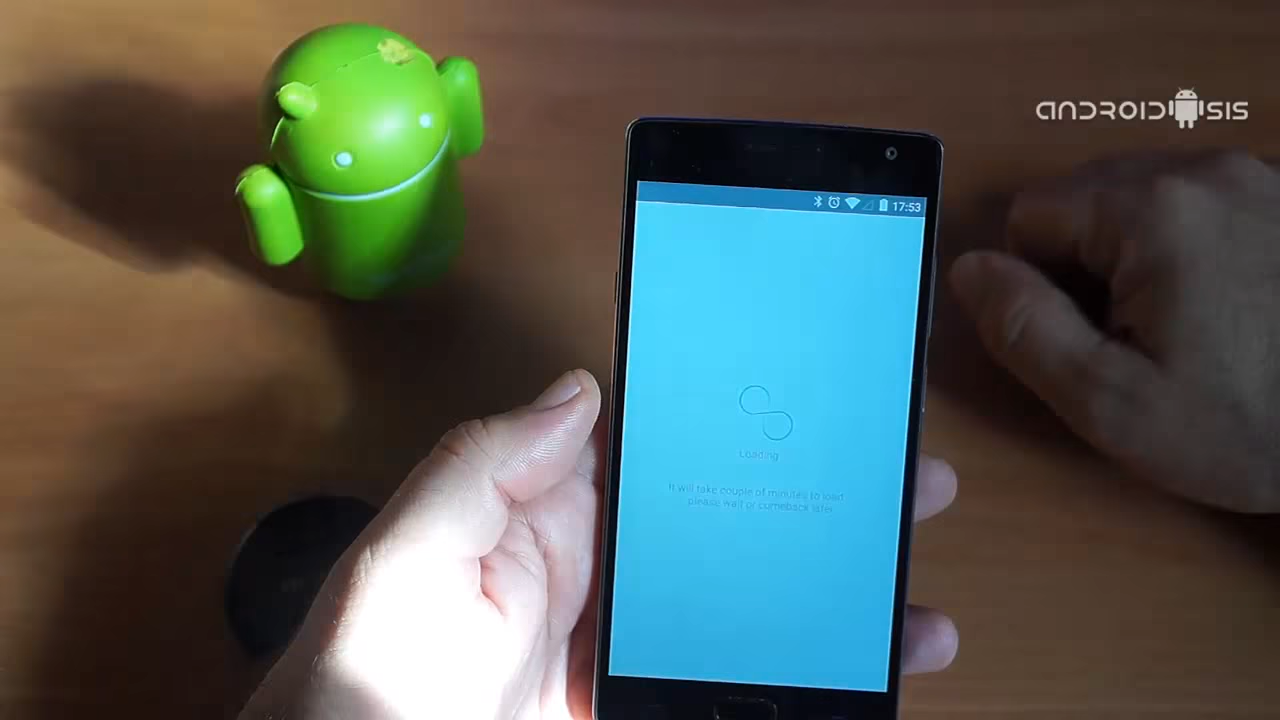 ANDROIDSIS
17:53
Loading
It will take couple of minutes to load
please wait or comeback later